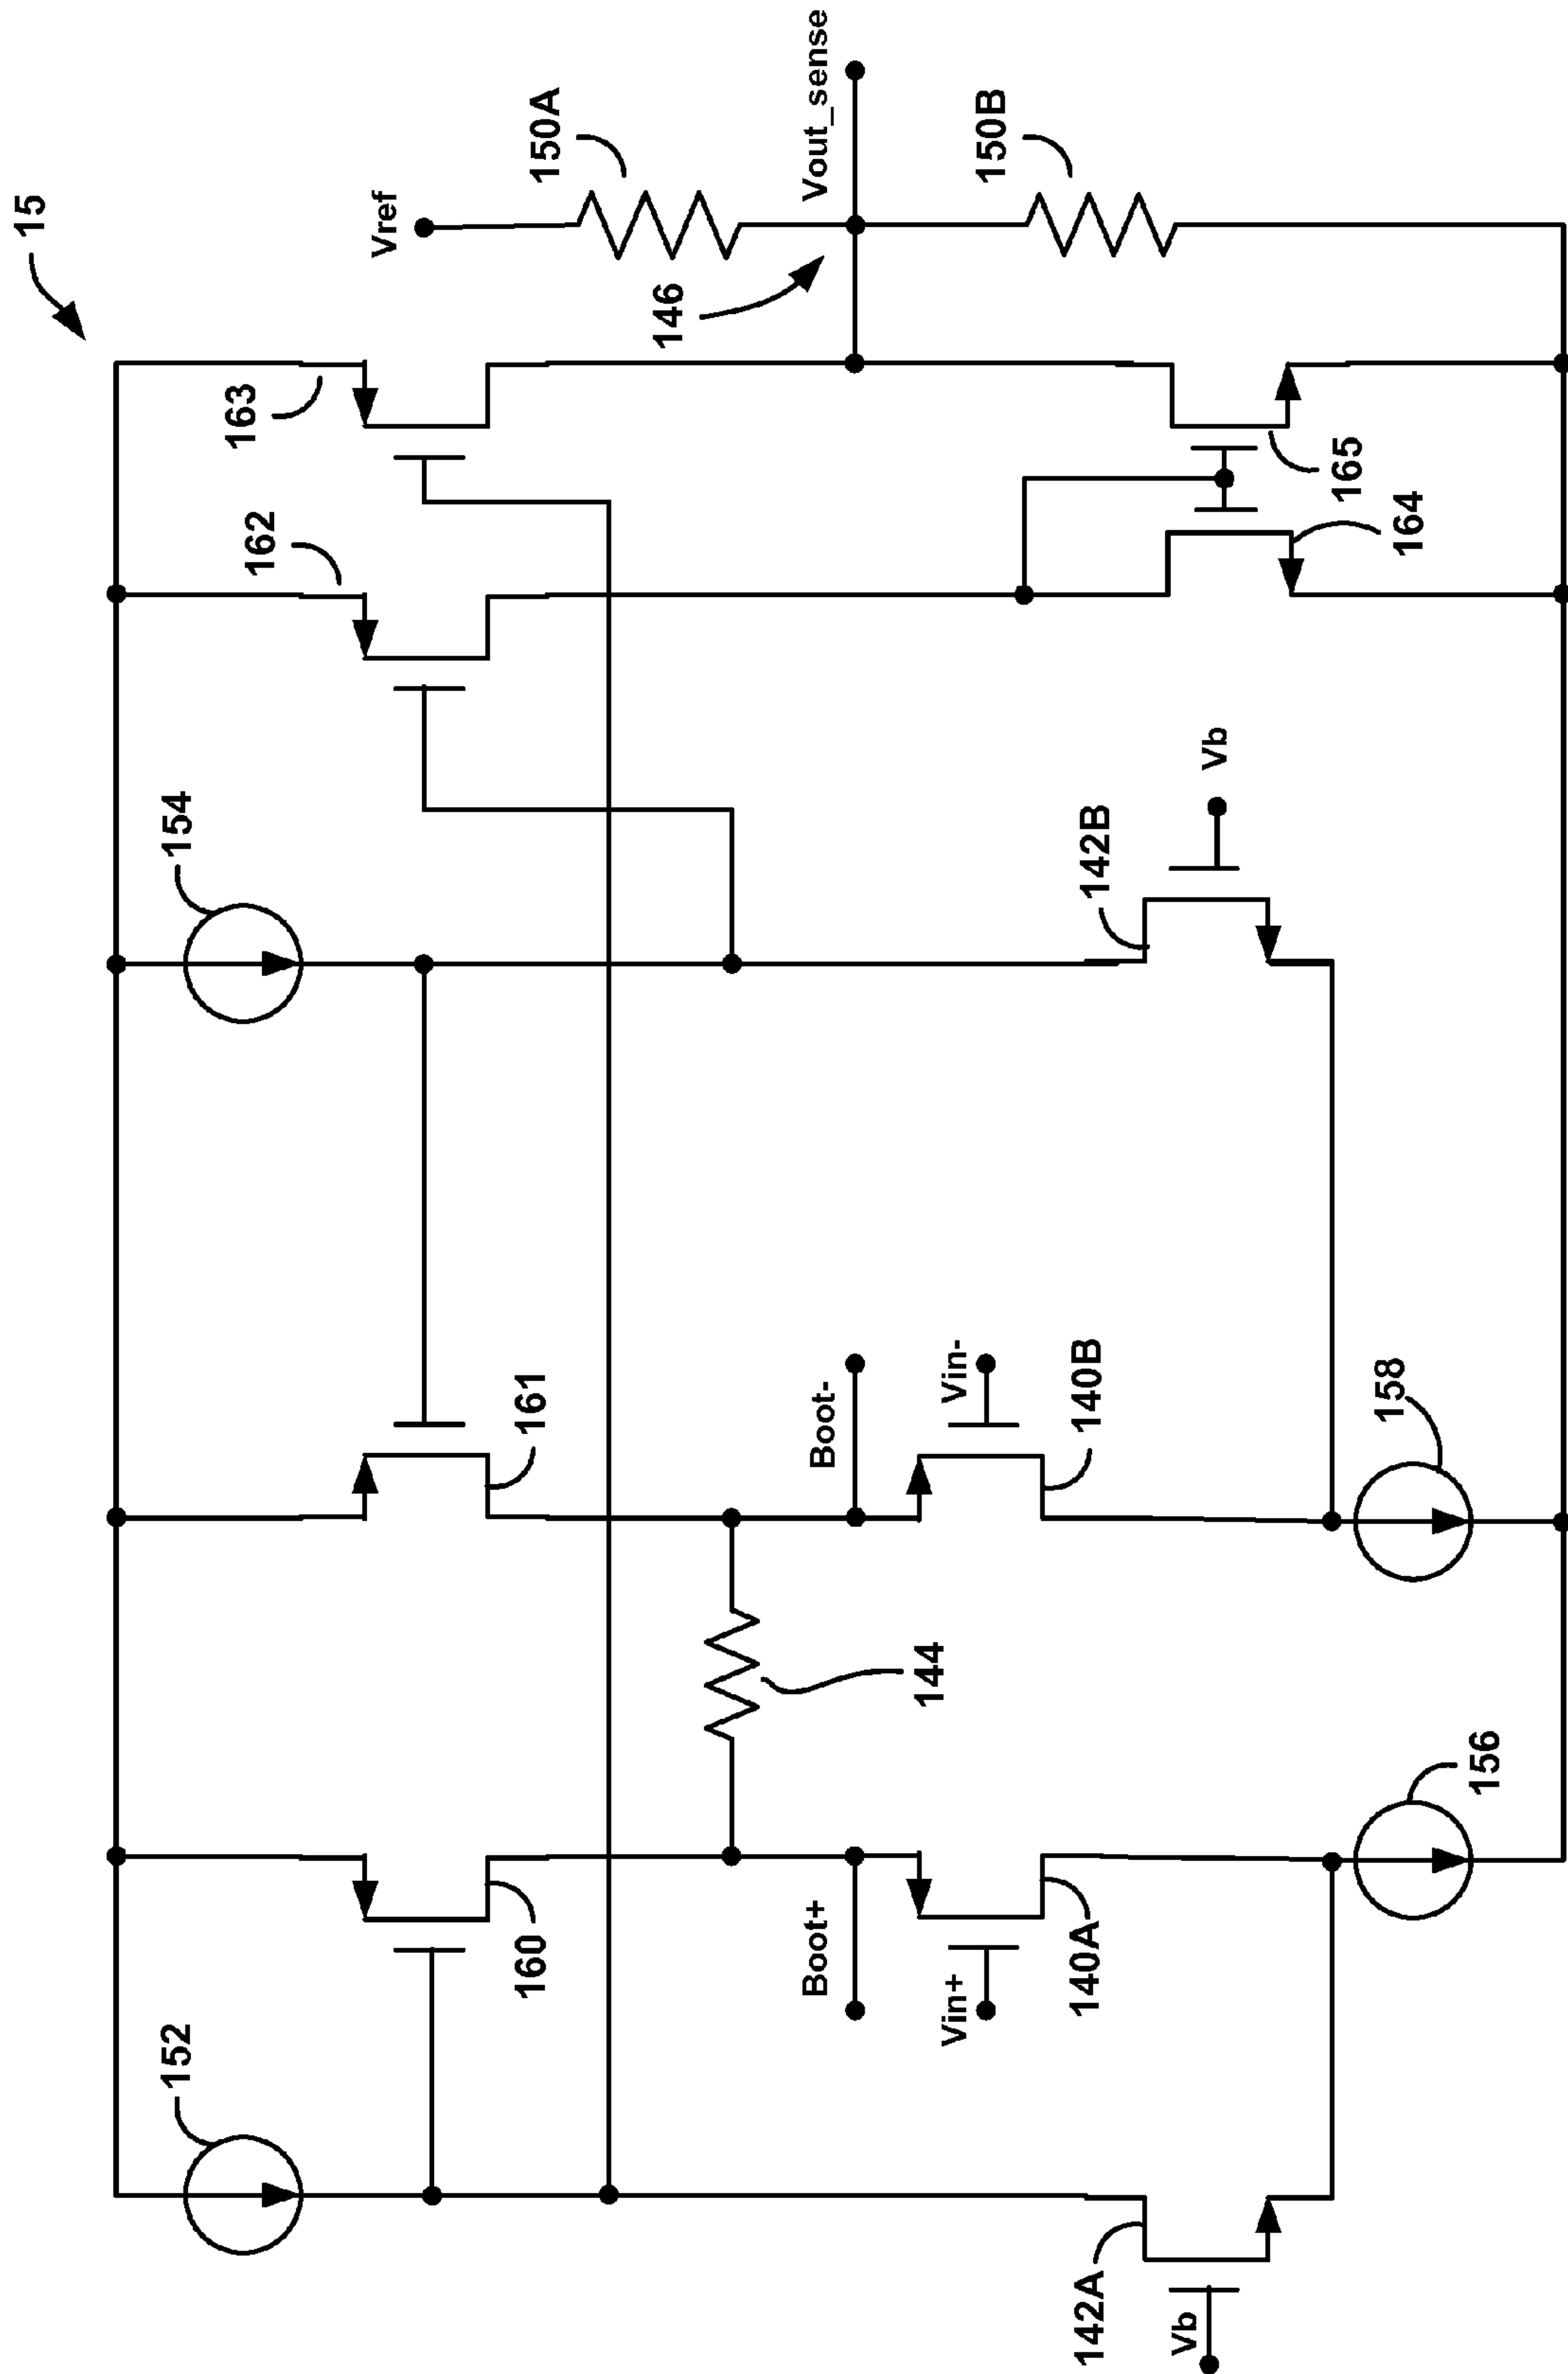 15
152
160
161
154
162
163
Vref
150A
146
Vout_sense
150B
144
Boot+
Boot-
Vin+
Vin-
140A
140B
142A
142B
Vb
Vb
156
158
164
165